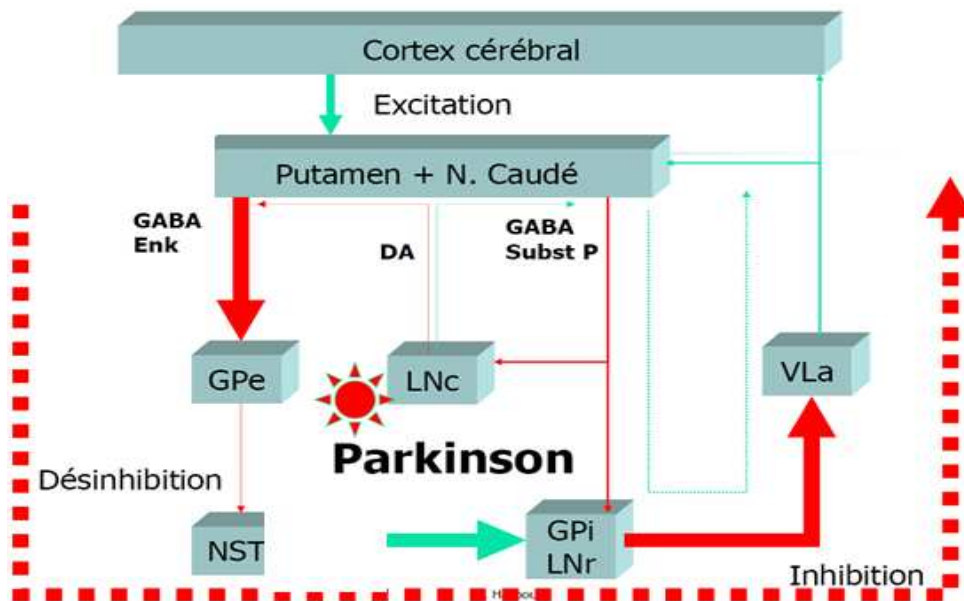 Cortex cérébral
Excitation
Putamen + N. Caudé
GABA
Enk
DA
GABA
Subst P
GPe
LNc
VLa
Parkinson
Désinhibition
NST
GPi
LNr
Inhibition